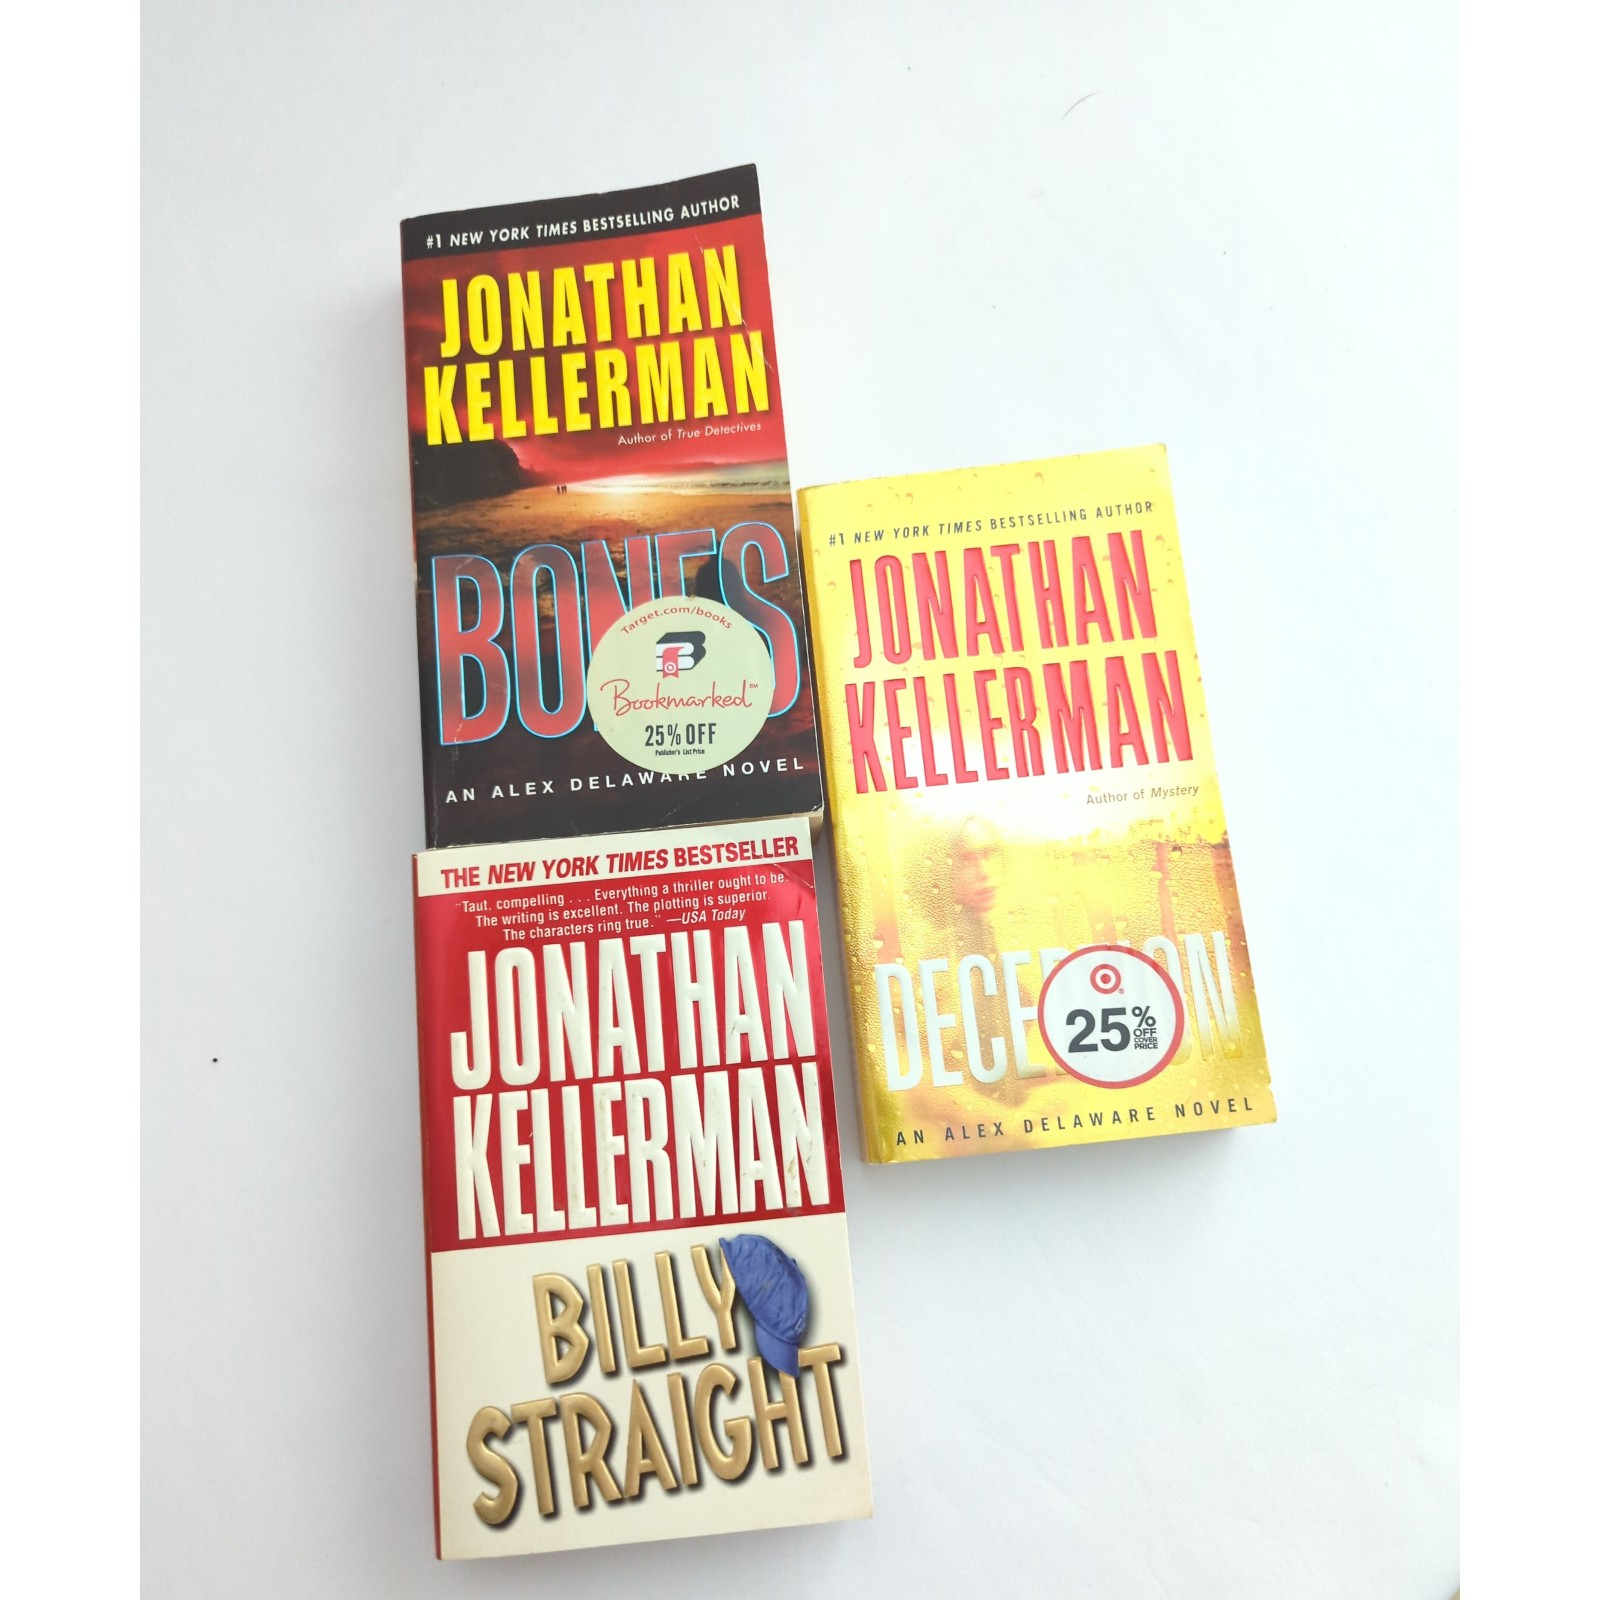 #1 NEW YORK TIMES BESTSELLING AUTHOR
JONATHAN
KELLERMAN
Author of True Detectives
BONES
Target.com/books
B
Bookmarked™
25% OFF
Publisher's List Price
AN ALEX DELAWARE NOVEL
#1 NEW YORK TIMES BESTSELLING AUTHOR
JONATHAN
KELLERMAN
Author of Mystery
DECEPTION
25% OFF
COVER
PRICE
AN ALEX DELAWARE NOVEL
THE NEW YORK TIMES BESTSELLER
"Taut, compelling . . . Everything a thriller ought to be.
The writing is excellent. The plotting is superior.
The characters ring true." —USA Today
JONATHAN
KELLERMAN
BILLY
STRAIGHT